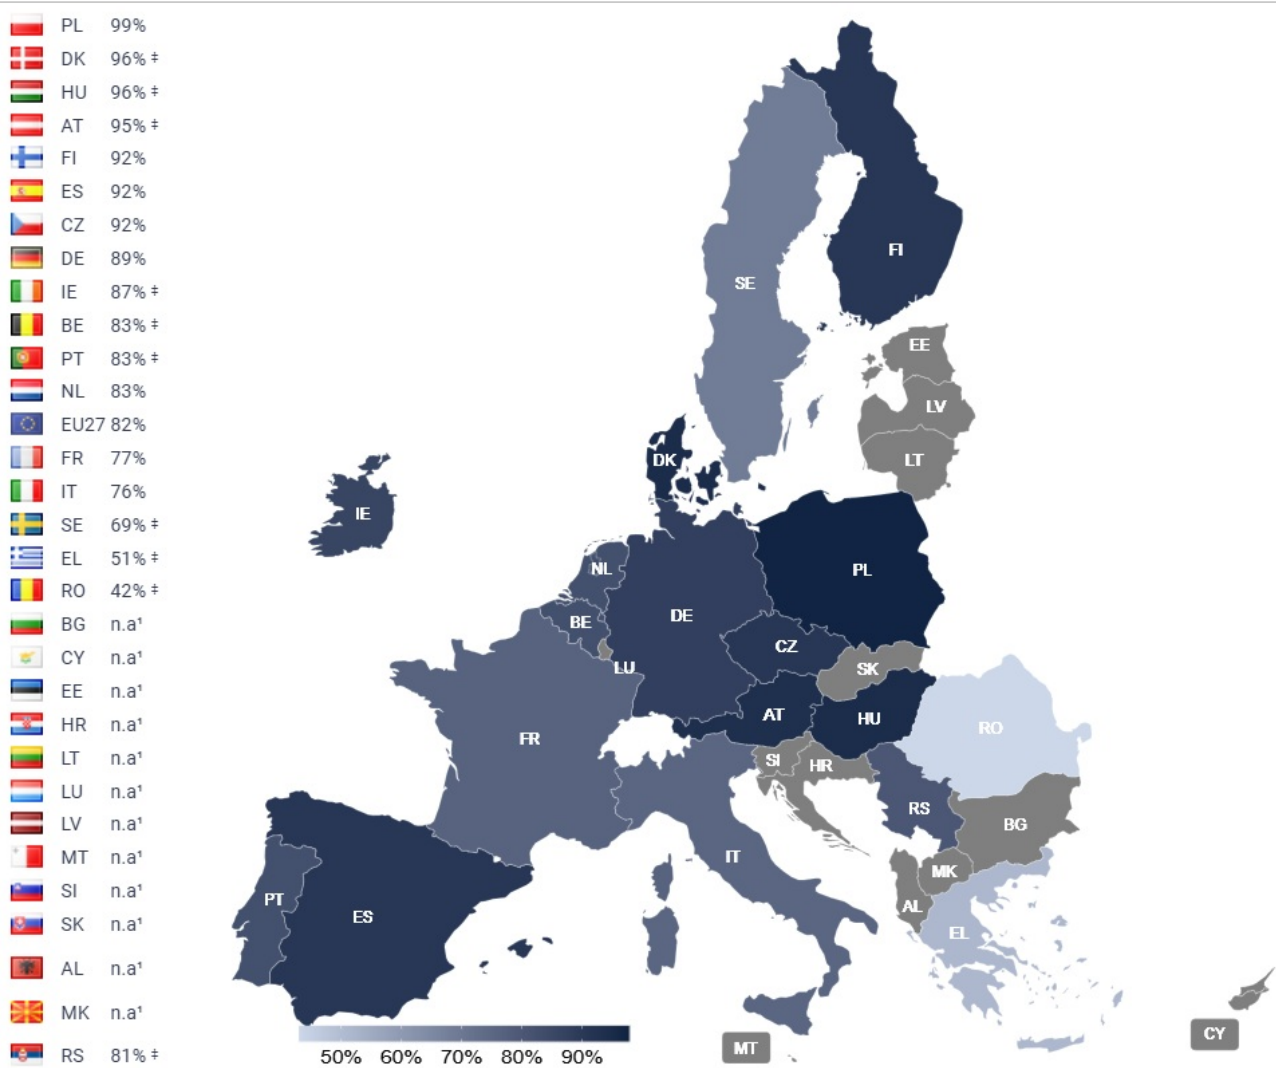 PL 99%
DK 96% ‡
HU 96% ‡
AT 95% ‡
FI 92%
ES 92%
CZ 92%
DE 89%
IE 87% ‡
BE 83% ‡
PT 83% ‡
NL 83%
EU27 82%
FR 77%
IT 76%
SE 69% ‡
EL 51% ‡
RO 42% ‡
BG n.a¹
CY n.a¹
EE n.a¹
HR n.a¹
LT n.a¹
LU n.a¹
LV n.a¹
MT n.a¹
SI n.a¹
SK n.a¹
AL n.a¹
MK n.a¹
RS 81% ‡
FI
SE
EE
LV
LT
DK
IE
NL
PL
BE
DE
CZ
LU
SK
AT
HU
FR
RO
SI
HR
RS
BG
IT
MK
PT
AL
ES
EL
CY
MT
50% 60% 70% 80% 90%